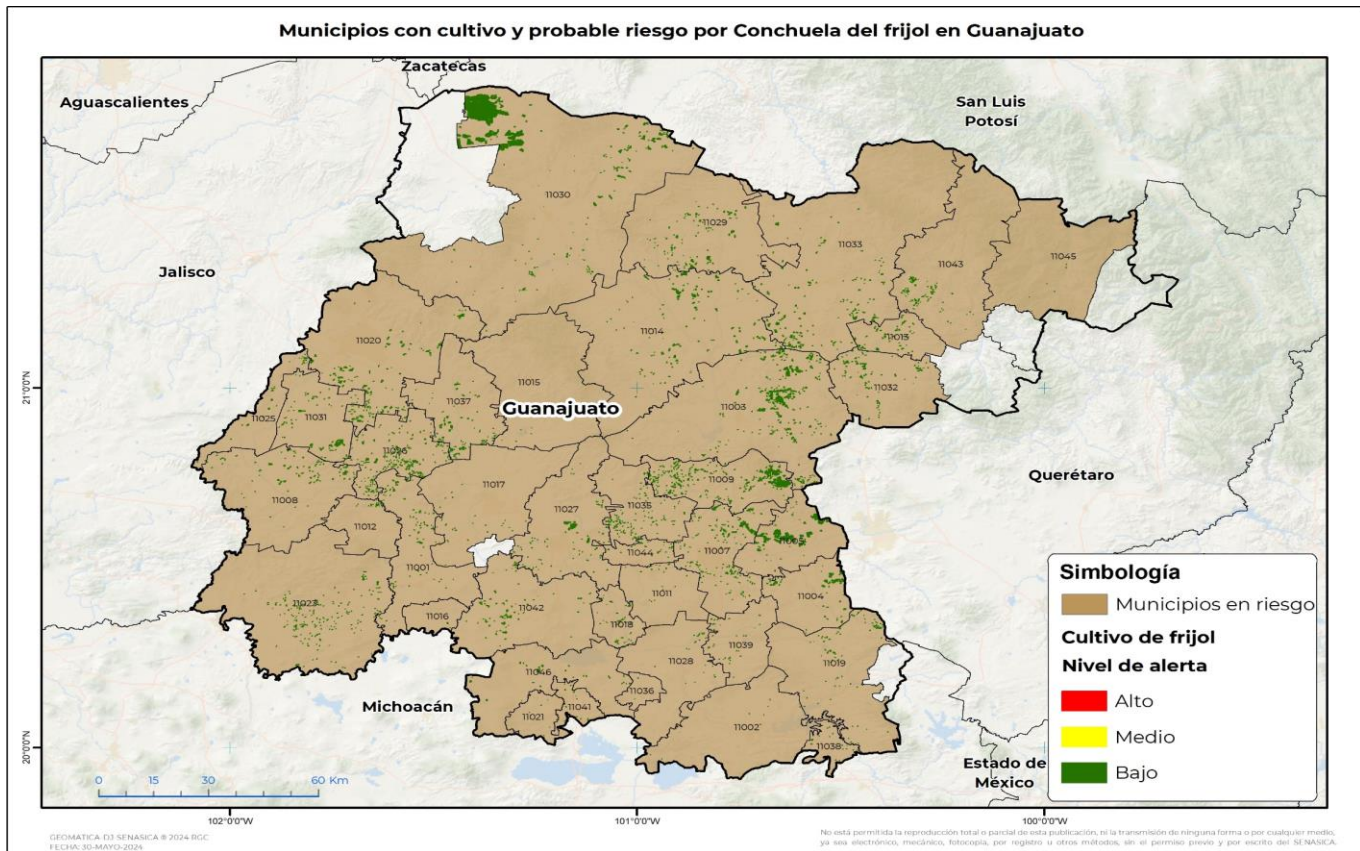 Municipios con cultivo y probable riesgo por Conchuela del frijol en Guanajuato
Zacatecas
Aguascalientes
San Luis
Potosí
Jalisco
11030
11029
11033
11043
11045
11014
11013
11020
11015
11032
11037
11025
11031
Guanajuato
11003
11008
11017
11009
Querétaro
11027
11035
11012
11044
11007
11001
11023
11016
11042
11011
11004
11018
11039
11028
11019
11046
11036
11021
11041
11002
11038
Michoacán
Estado de
México
Simbología
Municipios en riesgo
Cultivo de frijol
Nivel de alerta
Alto
Medio
Bajo
21°0'0"N
20°0'0"N
0 15 30 60 Km
102°0'0"W 101°0'0"W 100°0'0"W
GEOMATICA-D3 SENASICA ® 2024 RGC
FECHA: 30-MAYO-2024
No está permitida la reproducción total o parcial de esta publicación, ni la transmisión de ninguna forma o por cualquier medio,
ya sea electrónico, mecánico, fotocopia, por registro u otros métodos, sin el permiso previo y por escrito del SENASICA.